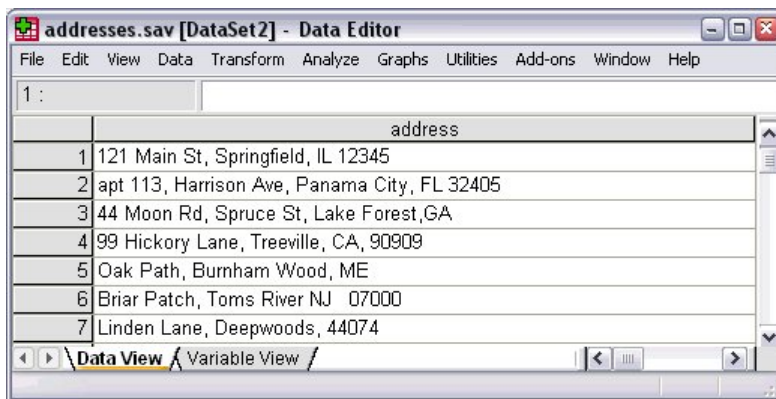 addresses.sav [DataSet2] - Data Editor
File Edit View Data Transform Analyze Graphs Utilities Add-ons Window Help
1 :
address
1 121 Main St, Springfield, IL 12345
2 apt 113, Harrison Ave, Panama City, FL 32405
3 44 Moon Rd, Spruce St, Lake Forest,GA
4 99 Hickory Lane, Treeville, CA, 90909
5 Oak Path, Burnham Wood, ME
6 Briar Patch, Toms River NJ 07000
7 Linden Lane, Deepwoods, 44074
Data View Variable View